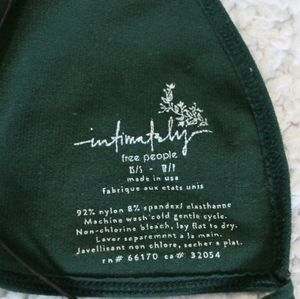 intimately
free people
XS/S - TP/P
made in usa
Fabrique aux etats unis
92% nylon 8% spandex/ elasthanne
Machine wash cold gentle cycle.
Non-chlorine bleach, lay flat to dry.
Laver separement a la main.
Javellisant non chlore, secher a plat.
rn# 66170 ca# 32054